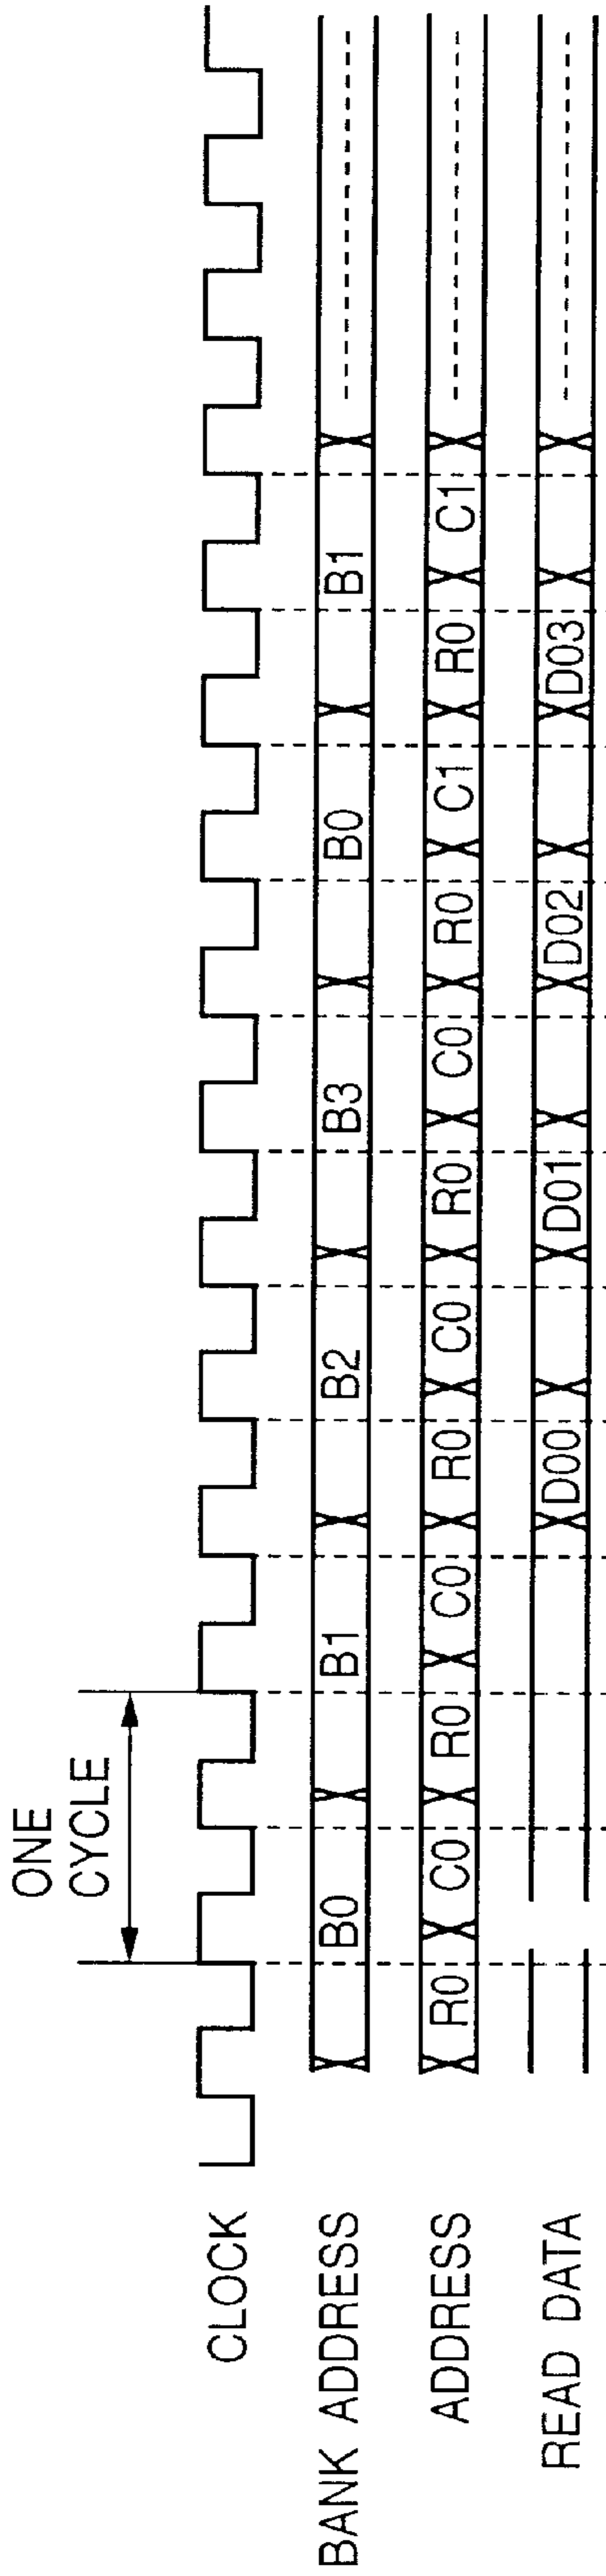 ONE
CYCLE
CLOCK
BANK ADDRESS B0 B1 B2 B3 B0 B1
ADDRESS R0 C0 R0 C0 R0 C0 R0 C0 R0 C1 R0 C1
READ DATA D00 D01 D02 D03